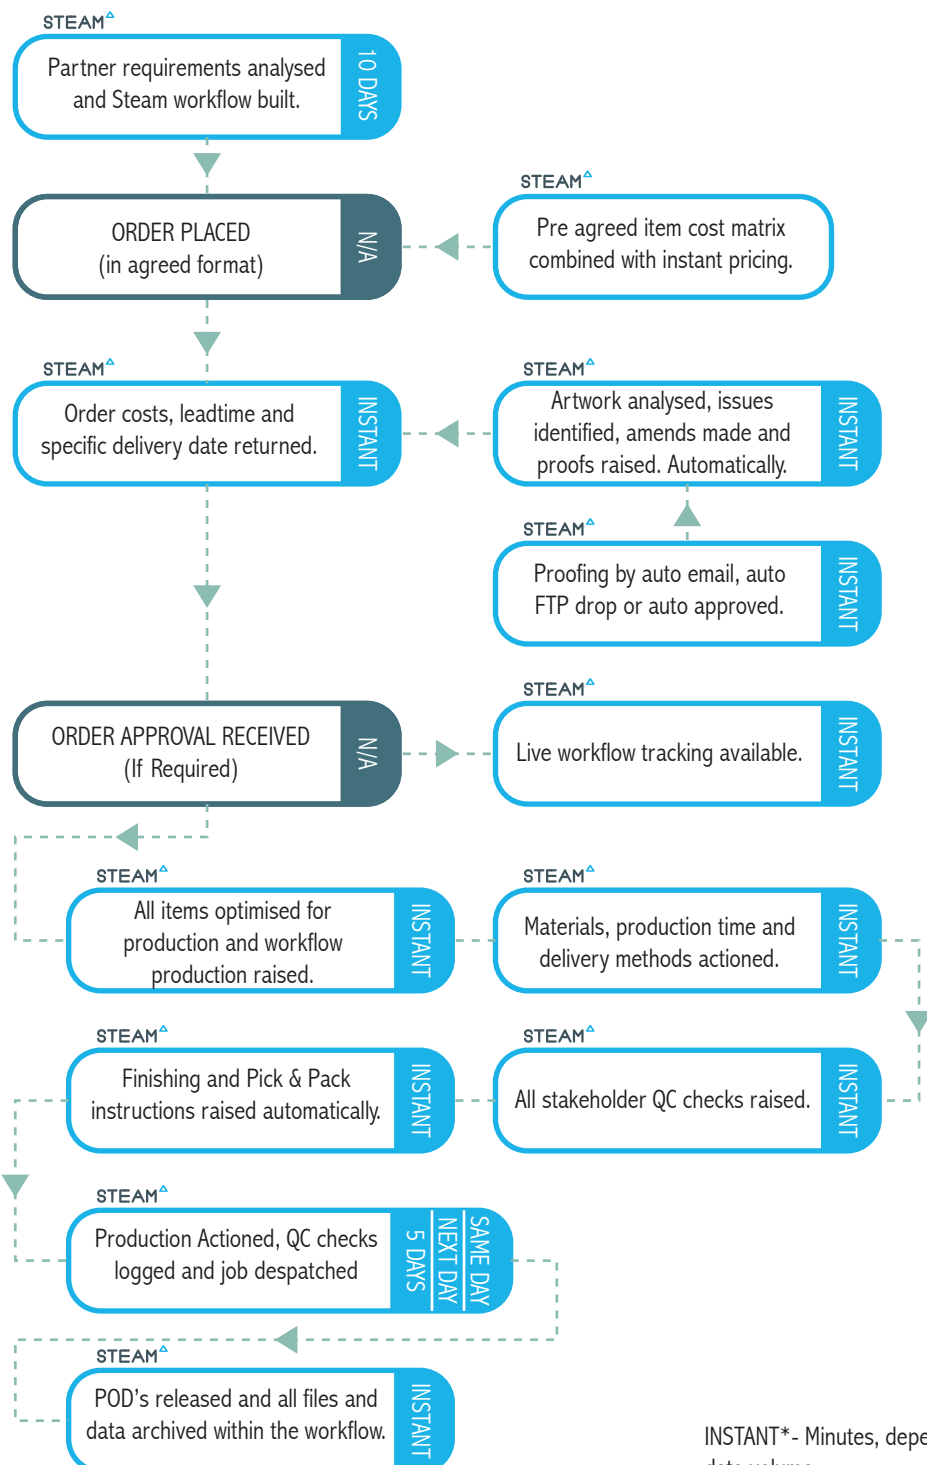 STEAM
Partner requirements analysed
and Steam workflow built.
10 DAYS
ORDER PLACED
(in agreed format)
N/A
STEAM
Pre agreed item cost matrix
combined with instant pricing.
STEAM
Order costs, leadtime and
specific delivery date returned.
INSTANT
STEAM
Artwork analysed, issues
identified, amends made and
proofs raised. Automatically.
INSTANT
STEAM
Proofing by auto email, auto
FTP drop or auto approved.
INSTANT
ORDER APPROVAL RECEIVED
(If Required)
N/A
STEAM
Live workflow tracking available.
INSTANT
STEAM
All items optimised for
production and workflow
production raised.
INSTANT
STEAM
Materials, production time and
delivery methods actioned.
INSTANT
STEAM
Finishing and Pick & Pack
instructions raised automatically.
INSTANT
STEAM
All stakeholder QC checks raised.
INSTANT
STEAM
Production Actioned, QC checks
logged and job despatched
SAME DAY
NEXT DAY
5 DAYS
STEAM
POD's released and all files and
data archived within the workflow.
INSTANT
INSTANT*- Minutes, depe